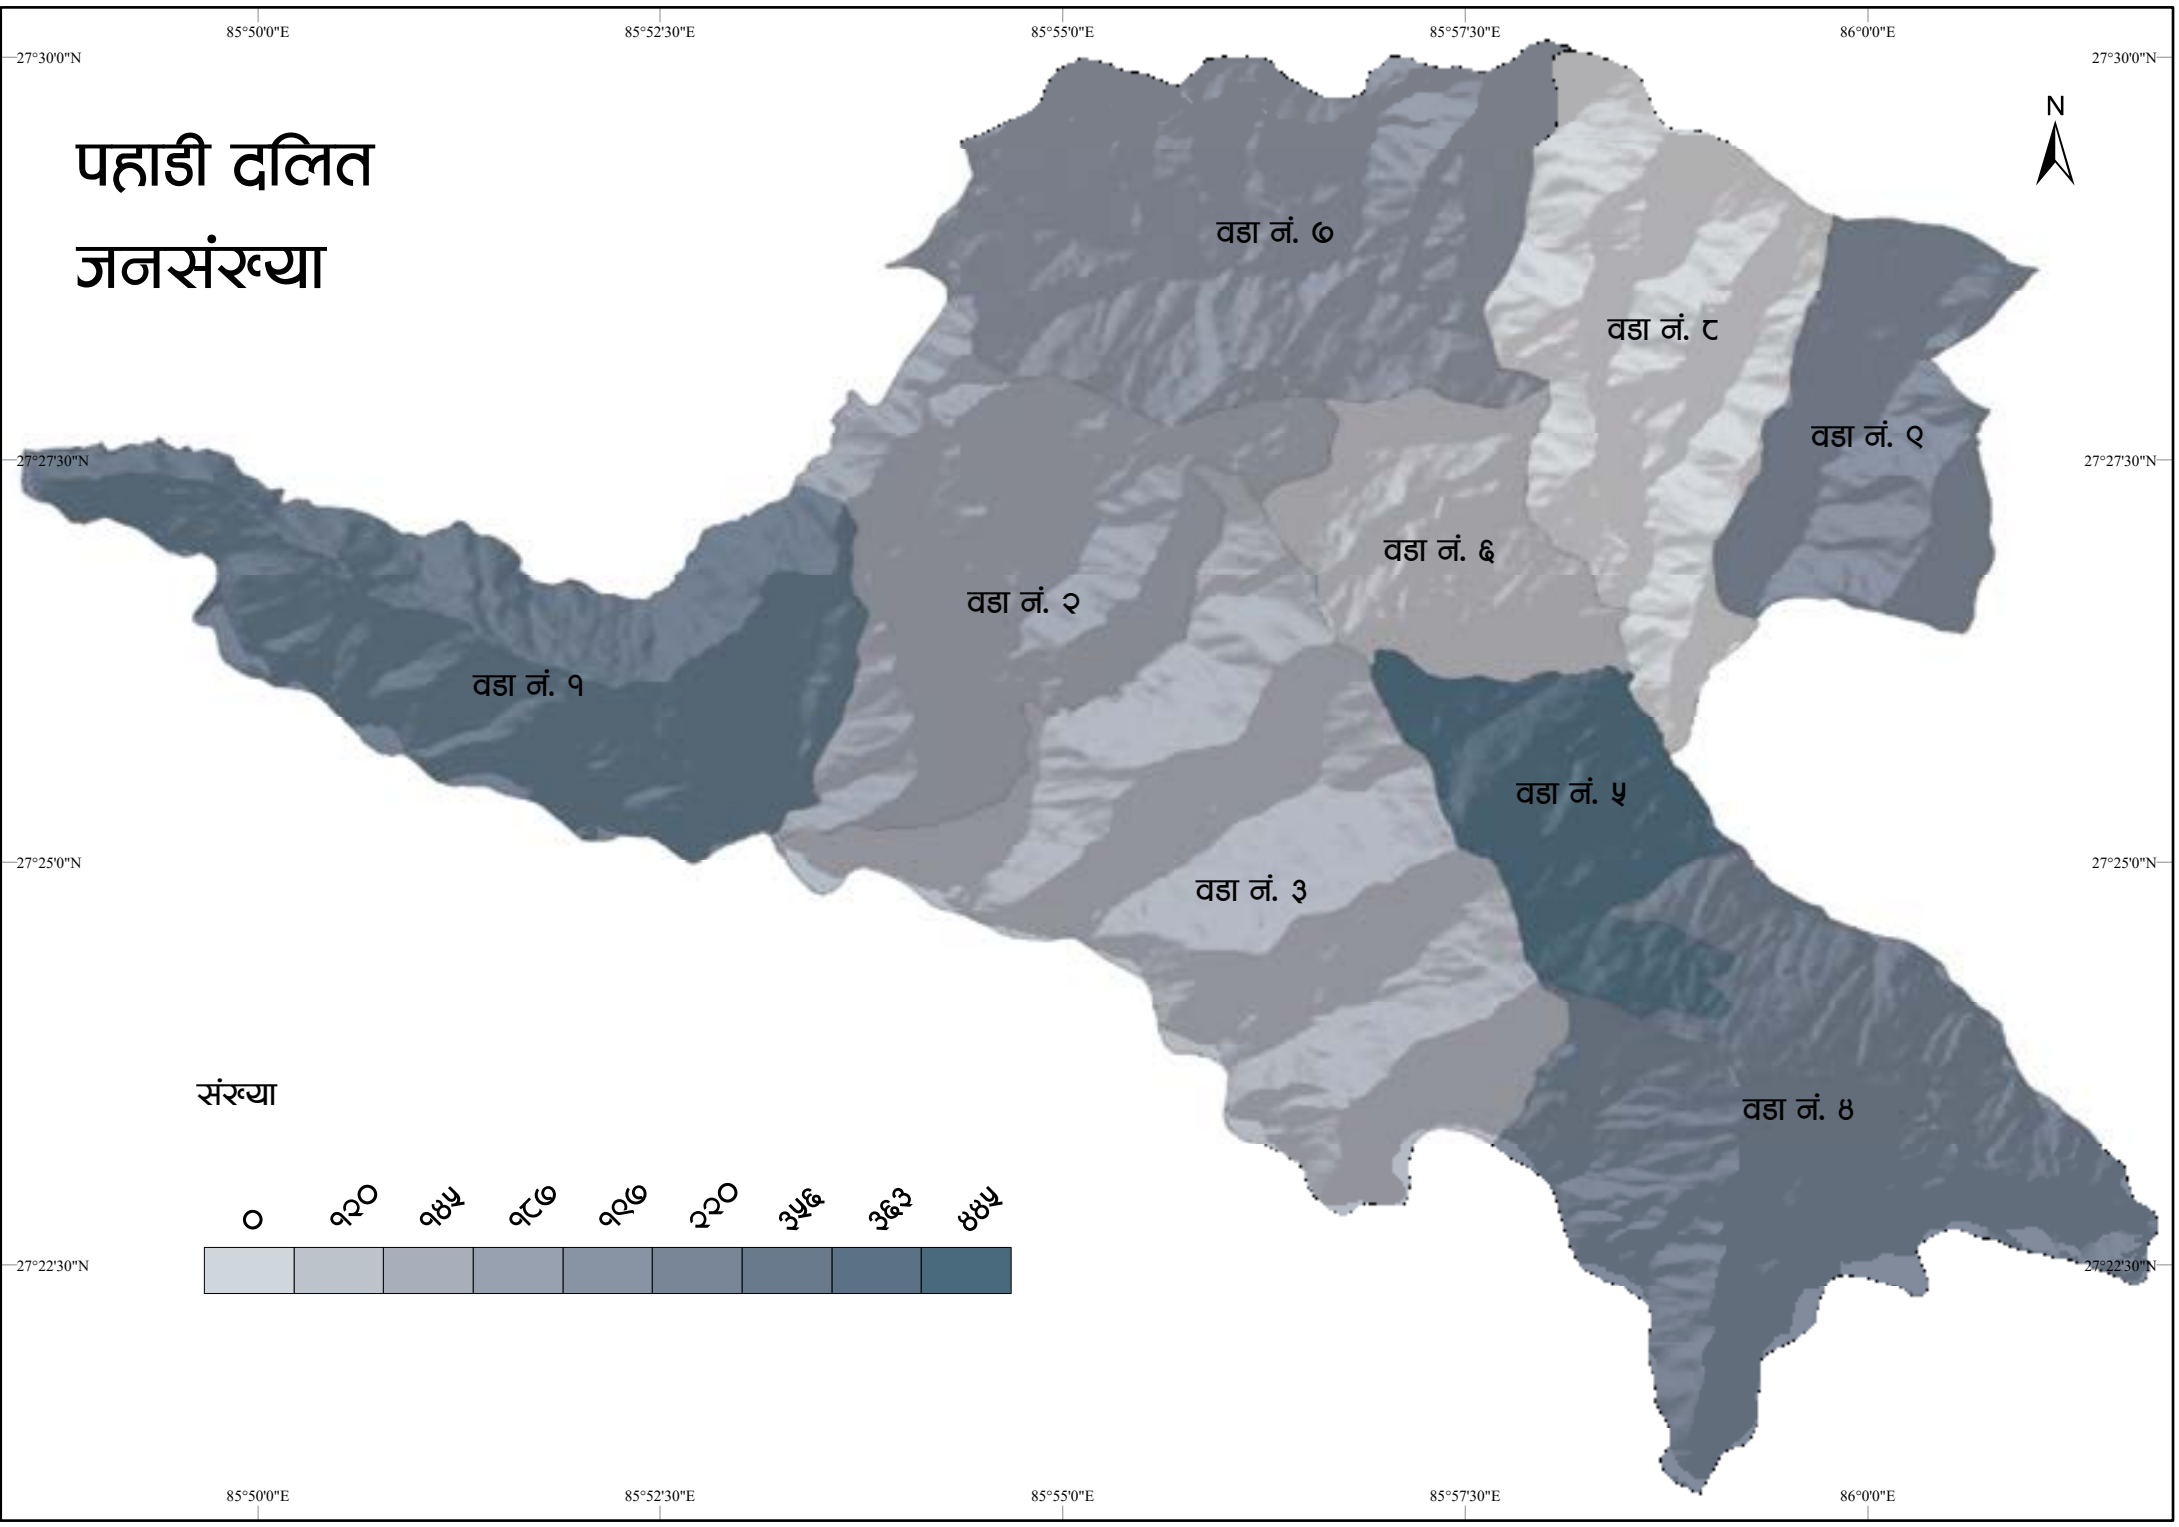 85°50'0"E 85°52'30"E 85°55'0"E 85°57'30"E 86°0'0"E
27°30'0"N 27°30'0"N
N
पहाडी दलित
जनसंख्या
वडा नं. ७
वडा नं. ८
वडा नं. ९
27°27'30"N 27°27'30"N
वडा नं. ६
वडा नं. २
वडा नं. १
वडा नं. ५
27°25'0"N 27°25'0"N
वडा नं. ३
वडा नं. ४
संख्या
० १२० १४५ १८७ १९७ २२० ३५६ ३६३ ४४५
27°22'30"N 27°22'30"N
85°50'0"E 85°52'30"E 85°55'0"E 85°57'30"E 86°0'0"E